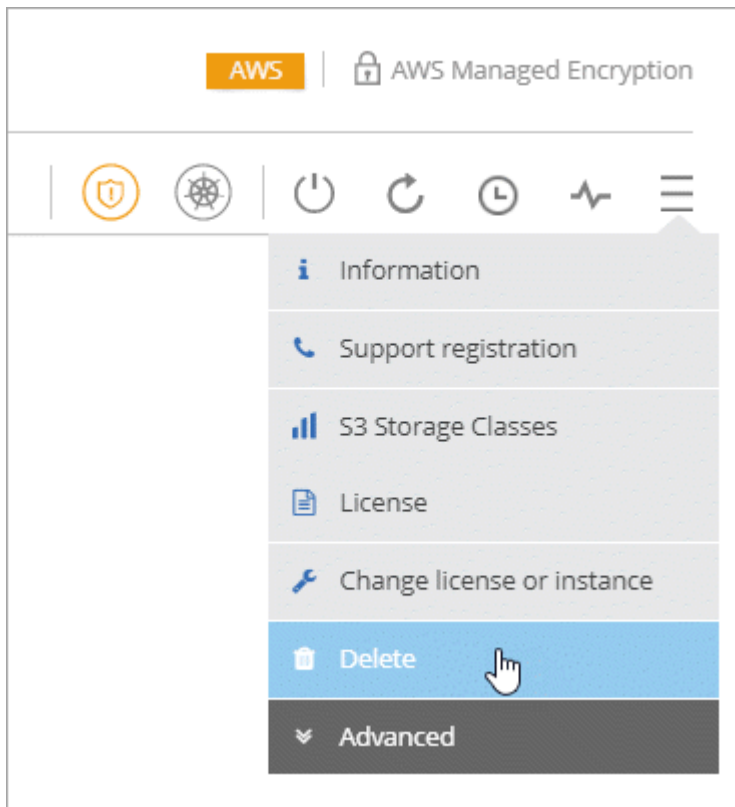 AWS
AWS Managed Encryption
Information
Support registration
S3 Storage Classes
License
Change license or instance
Delete
Advanced